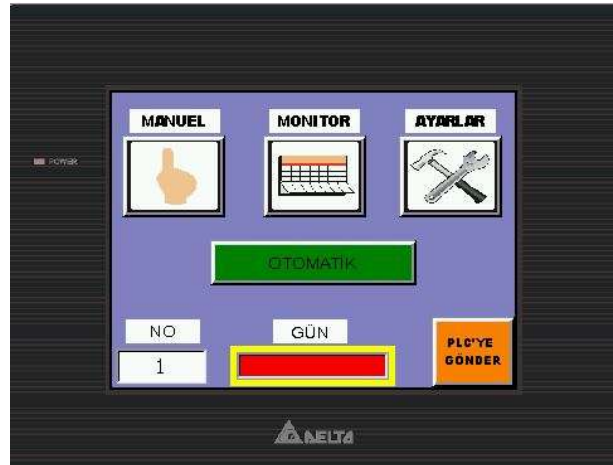 MANUEL
MONITOR
AYARLAR
POWER
OTOMATİK
NO
GÜN
1
PLC'YE
GÖNDER
DELTA